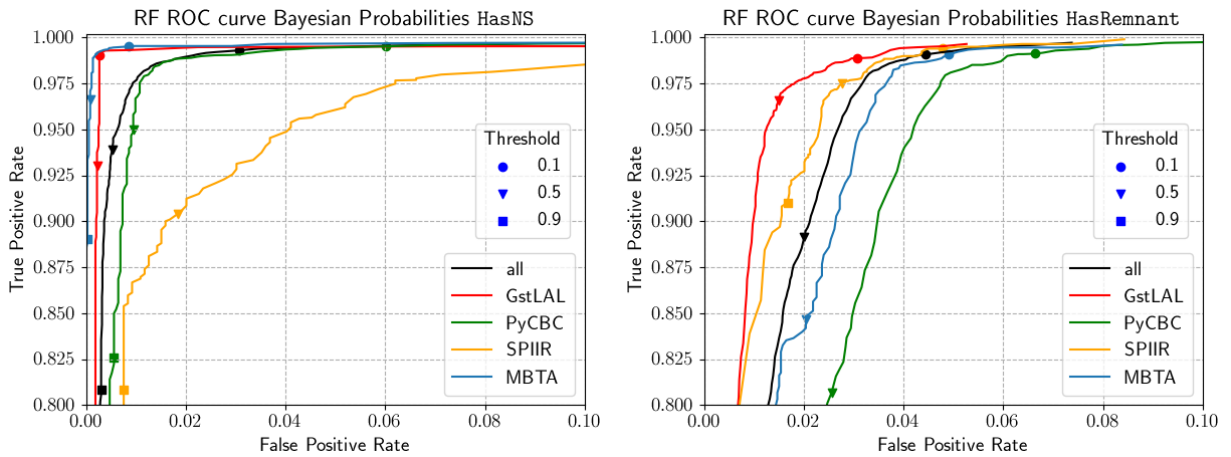 RF ROC curve Bayesian Probabilities HasNS
1.000
0.975
0.950
0.925
0.900
0.875
0.850
0.825
0.800
True Positive Rate
Threshold
0.1
0.5
0.9
all
GstLAL
PyCBC
SPIIR
MBTA
0.00
0.02
0.04
0.06
0.08
0.10
False Positive Rate
RF ROC curve Bayesian Probabilities HasRemnant
1.000
0.975
0.950
0.925
0.900
0.875
0.850
0.825
0.800
True Positive Rate
Threshold
0.1
0.5
0.9
all
GstLAL
PyCBC
SPIIR
MBTA
0.00
0.02
0.04
0.06
0.08
0.10
False Positive Rate